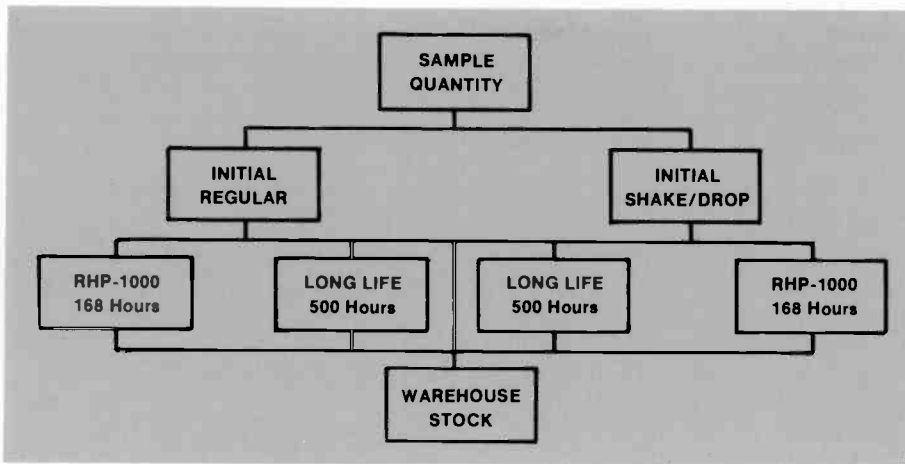 SAMPLE
QUANTITY
INITIAL
REGULAR
INITIAL
SHAKE/DROP
RHP-1000
168 Hours
LONG LIFE
500 Hours
LONG LIFE
500 Hours
RHP-1000
168 Hours
WAREHOUSE
STOCK